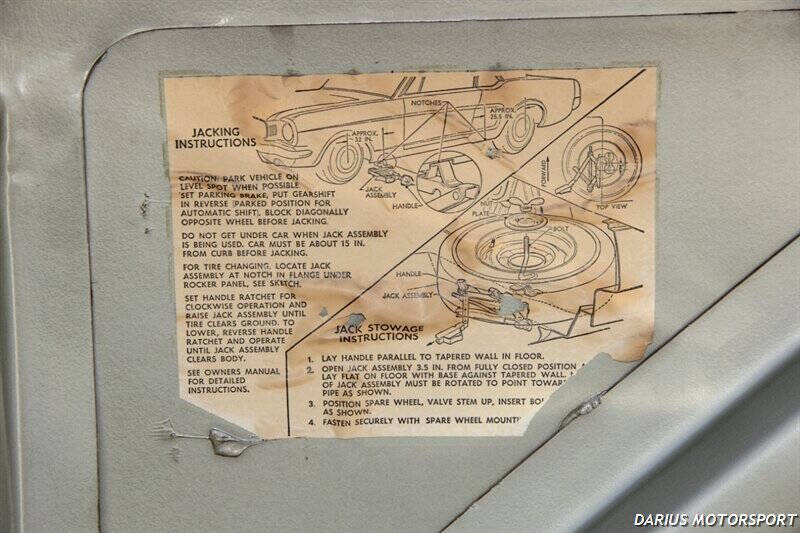 JACKING
INSTRUCTIONS
NOTCHES
APPROX.
32 IN.
APPROX.
25.5 IN.
JACK
ASSEMBLY
HANDLE
FORWARD
TOP VIEW
CAUTION: PARK VEHICLE ON
LEVEL SPOT WHEN POSSIBLE.
SET PARKING BRAKE, PUT GEARSHIFT
IN REVERSE (PARKED POSITION FOR
AUTOMATIC SHIFT), BLOCK DIAGONALLY
OPPOSITE WHEEL BEFORE JACKING.
DO NOT GET UNDER CAR WHEN JACK ASSEMBLY
IS BEING USED. CAR MUST BE ABOUT 15 IN.
FROM CURB BEFORE JACKING.
FOR TIRE CHANGING, LOCATE JACK
ASSEMBLY AT NOTCH IN FLANGE UNDER
ROCKER PANEL, SEE SKETCH.
SET HANDLE RATCHET FOR
CLOCKWISE OPERATION AND
RAISE JACK ASSEMBLY UNTIL
TIRE CLEARS GROUND. TO
LOWER, REVERSE HANDLE
RATCHET AND OPERATE
UNTIL JACK ASSEMBLY
CLEARS BODY.
SEE OWNERS MANUAL
FOR DETAILED
INSTRUCTIONS.
NUT
PLATE
BOLT
HANDLE
JACK ASSEMBLY
JACK STOWAGE
INSTRUCTIONS
1. LAY HANDLE PARALLEL TO TAPERED WALL IN FLOOR.
2. OPEN JACK ASSEMBLY 3.5 IN. FROM FULLY CLOSED POSITION
LAY FLAT ON FLOOR WITH BASE AGAINST TAPERED WALL.
OF JACK ASSEMBLY MUST BE ROTATED TO POINT TOWAR
PIPE AS SHOWN.
3. POSITION SPARE WHEEL, VALVE STEM UP, INSERT BO
AS SHOWN.
4. FASTEN SECURELY WITH SPARE WHEEL MOUNT
DARIUS MOTORSPORT